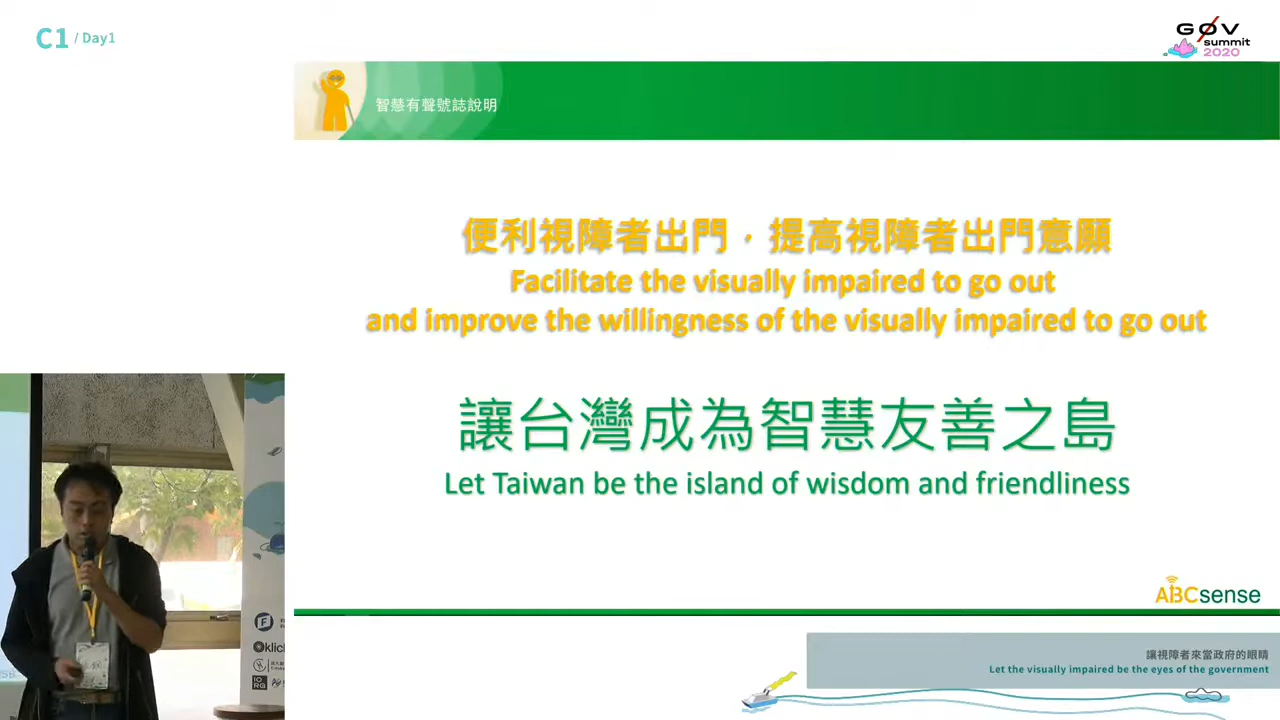 C1 / Day1
GØV
summit
2020
智慧有聲號誌說明
便利視障者出門，提高視障者出門意願
Facilitate the visually impaired to go out
and improve the willingness of the visually impaired to go out
讓台灣成為智慧友善之島
Let Taiwan be the island of wisdom and friendliness
ABCsense
klick
IO
RG
讓視障者來當政府的眼睛
Let the visually impaired be the eyes of the government